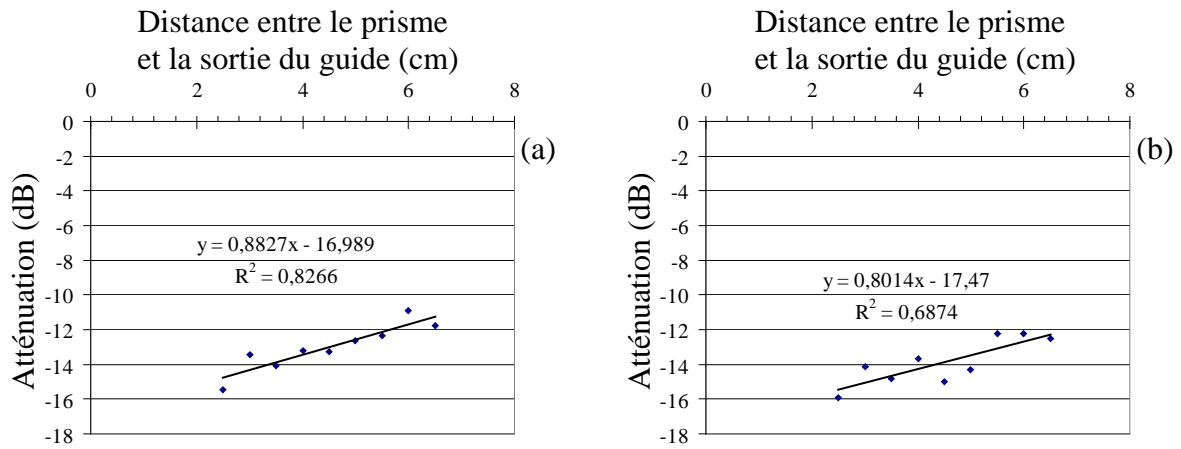 Distance entre le prisme
et la sortie du guide (cm)
0 2 4 6 8
0
-2
-4
-6
-8
-10
-12
-14
-16
-18
Atténuation (dB)
(a)
y = 0,8827x - 16,989
R² = 0,8266
Distance entre le prisme
et la sortie du guide (cm)
0 2 4 6 8
0
-2
-4
-6
-8
-10
-12
-14
-16
-18
Atténuation (dB)
(b)
y = 0,8014x - 17,47
R² = 0,6874